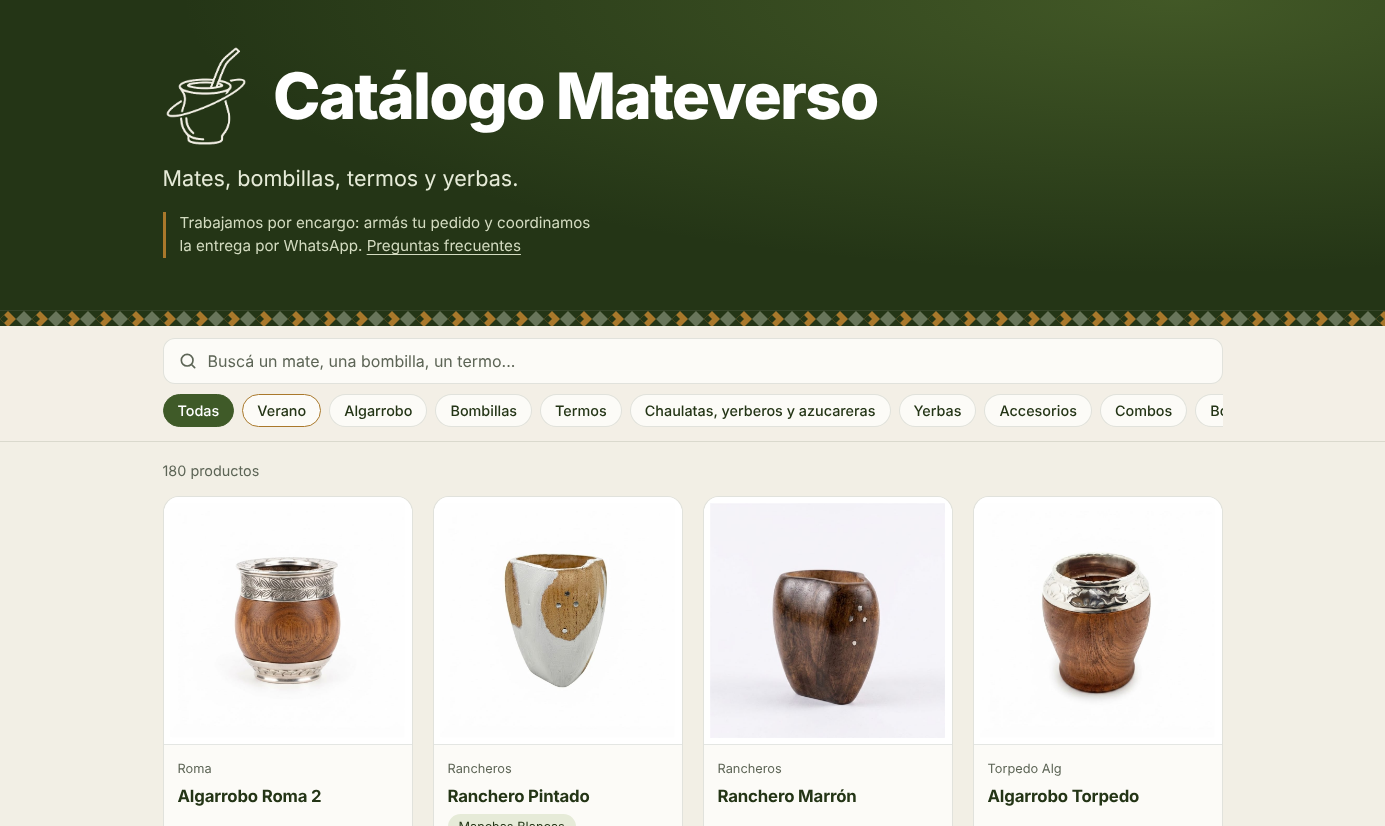 Catálogo Mateverso
Mates, bombillas, termos y yerbas.
Trabajamos por encargo: armás tu pedido y coordinamos
la entrega por WhatsApp. Preguntas frecuentes
Buscá un mate, una bombilla, un termo...
Todas Verano Algarrobo Bombillas Termos Chaulatas, yerberos y azucareras Yerbas Accesorios Combos
180 productos
Roma Rancheros Rancheros Torpedo Alg
Algarrobo Roma 2 Ranchero Pintado Ranchero Marrón Algarrobo Torpedo
Manchas Blancas